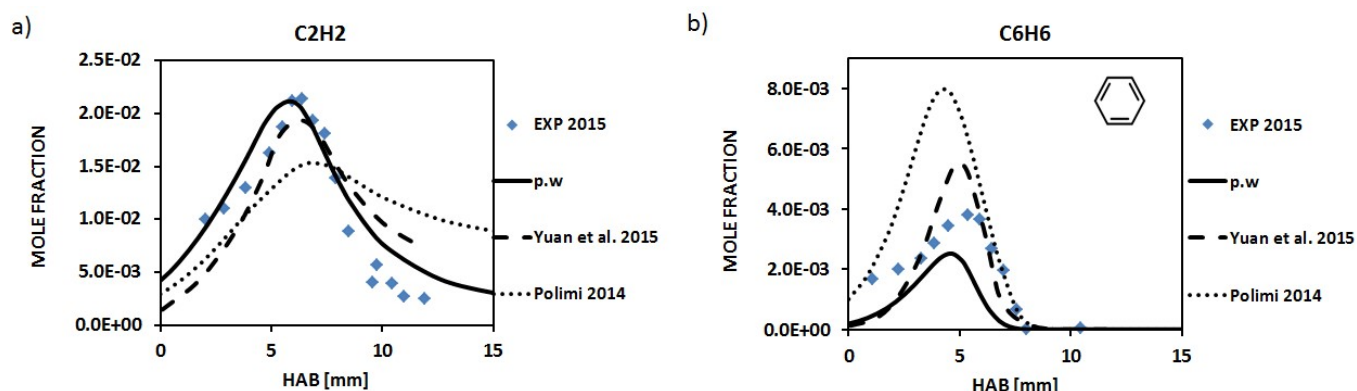 a)
C2H2
MOLE FRACTION
2.5E-02
2.0E-02
1.5E-02
1.0E-02
5.0E-03
0.0E+00
0 5 10 15
HAB [mm]
EXP 2015
p.w
Yuan et al. 2015
Polimi 2014
b)
C6H6
MOLE FRACTION
8.0E-03
6.0E-03
4.0E-03
2.0E-03
0.0E+00
0 5 10 15
HAB [mm]
EXP 2015
p.w
Yuan et al. 2015
Polimi 2014